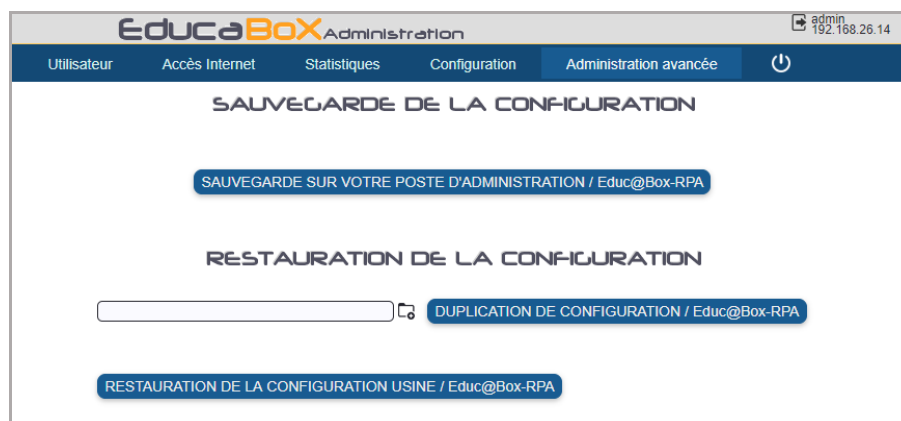 EDUCABOX Administration
admin
192.168.26.14
Utilisateur Accès Internet Statistiques Configuration Administration avancée
SAUVEGARDE DE LA CONFIGURATION
SAUVEGARDE SUR VOTRE POSTE D'ADMINISTRATION / Educ@Box-RPA
RESTAURATION DE LA CONFIGURATION
DUPLICATION DE CONFIGURATION / Educ@Box-RPA
RESTAURATION DE LA CONFIGURATION USINE / Educ@Box-RPA